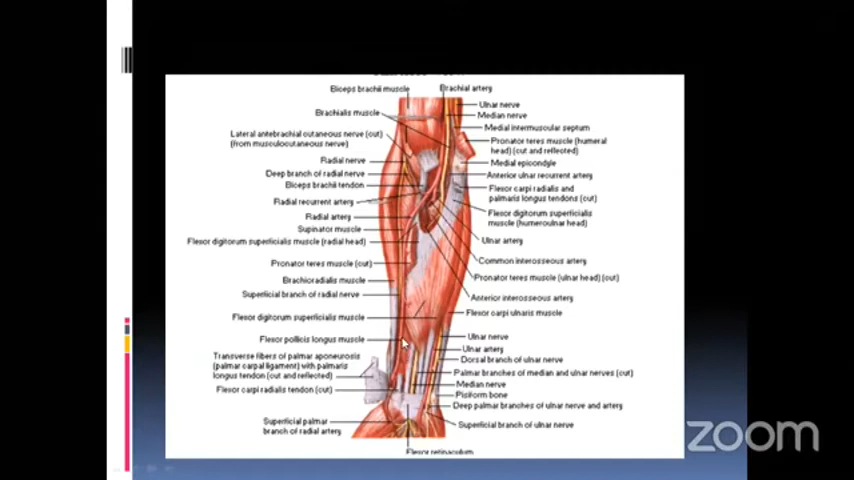 Biceps brachii muscle
Brachialis muscle
Lateral antebrachial cutaneous nerve (cut)
(from musculocutaneous nerve)
Radial nerve
Deep branch of radial nerve
Biceps brachii tendon
Radial recurrent artery
Radial artery
Supinator muscle
Flexor digitorum superficialis muscle (radial head)
Pronator teres muscle (cut)
Brachioradialis muscle
Superficial branch of radial nerve
Flexor digitorum superficialis muscle
Flexor pollicis longus muscle
Transverse fibers of palmar aponeurosis
(palmar carpal ligament) with palmaris
longus tendon (cut and reflected)
Flexor carpi radialis tendon (cut)
Superficial palmar
branch of radial artery
Brachial artery
Ulnar nerve
Median nerve
Medial intermuscular septum
Pronator teres muscle (humeral
head) (cut and reflected)
Medial epicondyle
Anterior ulnar recurrent artery
Flexor carpi radialis and
palmaris longus tendons (cut)
Flexor digitorum superficialis
muscle (humeroulnar head)
Ulnar artery
Common interosseous artery
Pronator teres muscle (ulnar head) (cut)
Anterior interosseous artery
Flexor carpi ulnaris muscle
Ulnar nerve
Ulnar artery
Dorsal branch of ulnar nerve
Palmar branches of median and ulnar nerves (cut)
Median nerve
Pisiform bone
Deep palmar branches of ulnar nerve and artery
Superficial branch of ulnar nerve
Flexor retinaculum
zoom